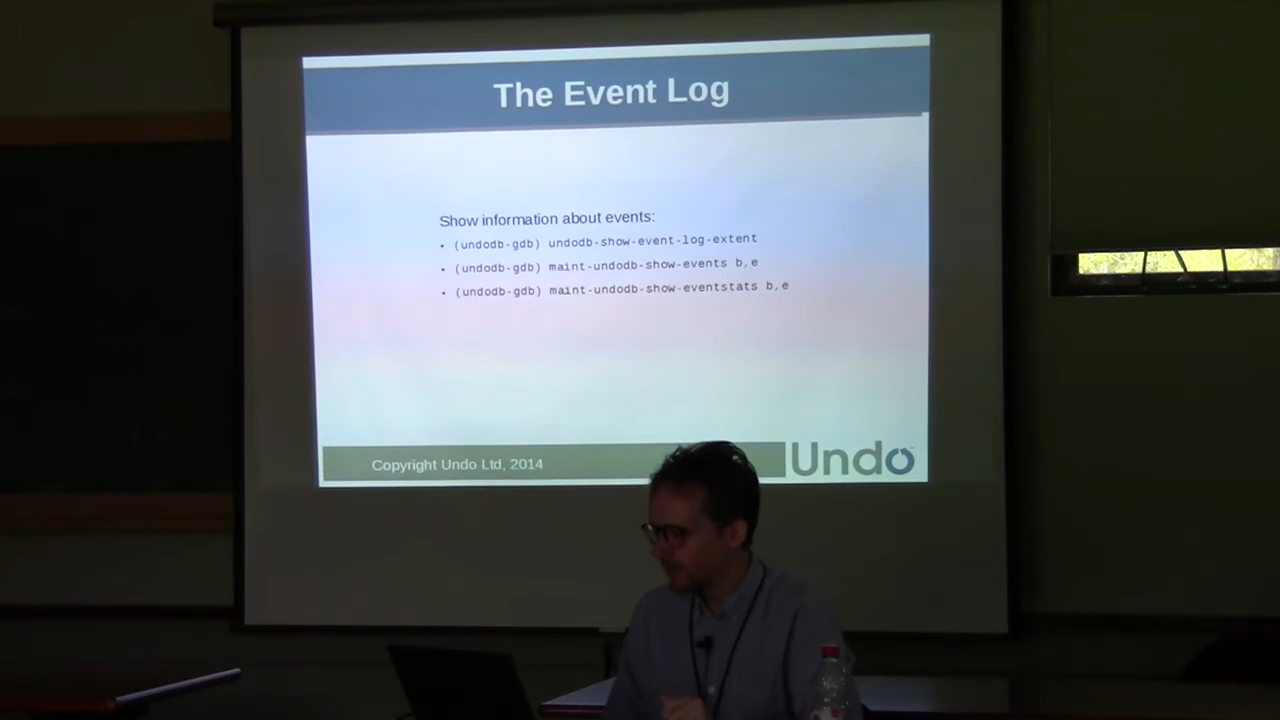 The Event Log
Show information about events:
• (undodb-gdb) undodb-show-event-log-extent
• (undodb-gdb) maint-undodb-show-events b,e
• (undodb-gdb) maint-undodb-show-eventstats b,e
Copyright Undo Ltd, 2014
Undo